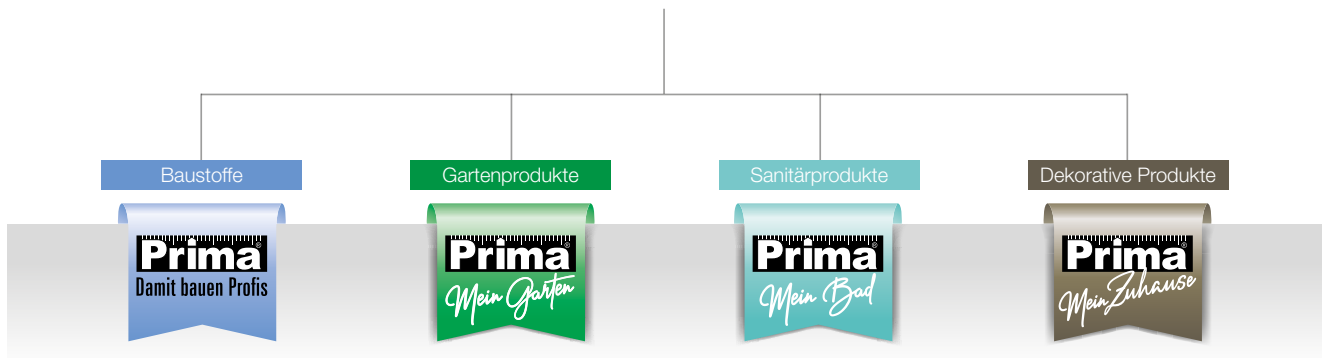 Baustoffe
Gartenprodukte
Sanitärprodukte
Dekorative Produkte
Prima®
Damit bauen Profis
Prima®
Mein Garten
Prima®
Mein Bad
Prima®
Mein Zuhause